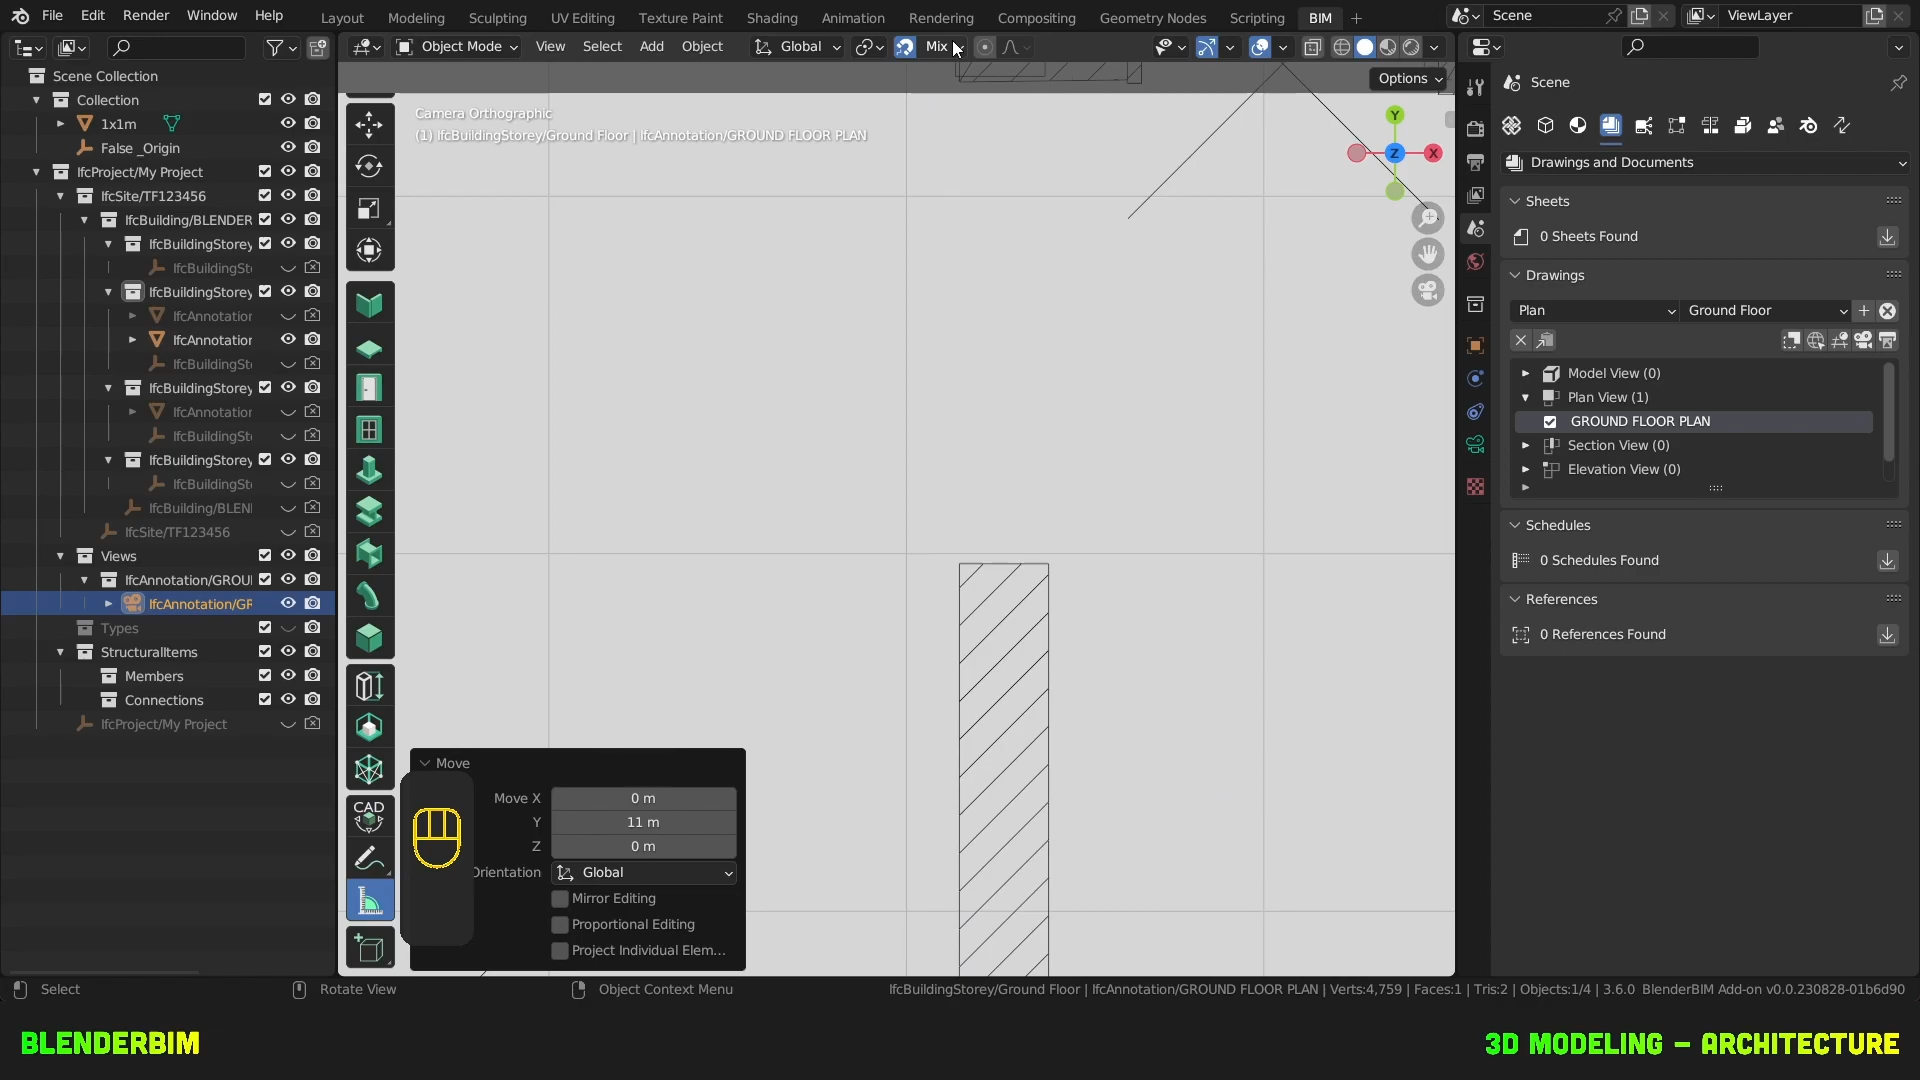 File Edit Render Window Help
Layout Modeling Sculpting UV Editing Texture Paint Shading Animation Rendering Compositing Geometry Nodes Scripting BIM
Scene
ViewLayer
Object Mode View Select Add Object Global Mix
Options
Scene Collection
Collection
1x1m
False _Origin
IfcProject/My Project
IfcSite/TF123456
IfcBuilding/BLENDER
IfcBuildingStorey
IfcBuildingSt
IfcBuildingStorey
IfcAnnotation
IfcAnnotation
IfcBuildingSt
IfcBuildingStorey
IfcAnnotation
IfcBuildingSt
IfcBuildingStorey
IfcBuildingSt
IfcBuilding/BLEN
IfcSite/TF123456
Views
IfcAnnotation/GROU
IfcAnnotation/GR
Types
StructuralItems
Members
Connections
IfcProject/My Project
Camera Orthographic
(1) IfcBuildingStorey/Ground Floor | IfcAnnotation/GROUND FLOOR PLAN
Y
X
Z
CAD
Move
Move X 0 m
Y 11 m
Z 0 m
Orientation Global
Mirror Editing
Proportional Editing
Project Individual Elem...
Scene
Drawings and Documents
Sheets
0 Sheets Found
Drawings
Plan Ground Floor
Model View (0)
Plan View (1)
GROUND FLOOR PLAN
Section View (0)
Elevation View (0)
Schedules
0 Schedules Found
References
0 References Found
Select Rotate View Object Context Menu
IfcBuildingStorey/Ground Floor | IfcAnnotation/GROUND FLOOR PLAN | Verts:4,759 | Faces:1 | Tris:2 | Objects:1/4 | 3.6.0 BlenderBIM Add-on v0.0.230828-01b6d90
BLENDERBIM
3D MODELING - ARCHITECTURE